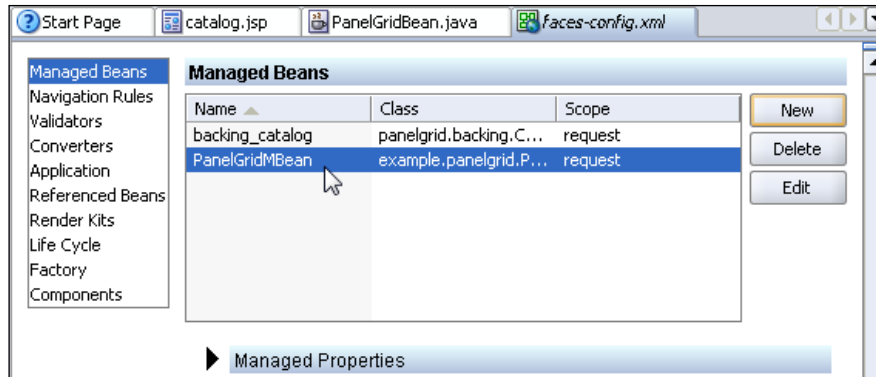 Start Page catalog.jsp PanelGridBean.java faces-config.xml
Managed Beans
Navigation Rules
Validators
Converters
Application
Referenced Beans
Render Kits
Life Cycle
Factory
Components
Managed Beans
Name Class Scope
backing_catalog panelgrid.backing.C... request
PanelGridMBean example.panelgrid.P... request
New
Delete
Edit
Managed Properties